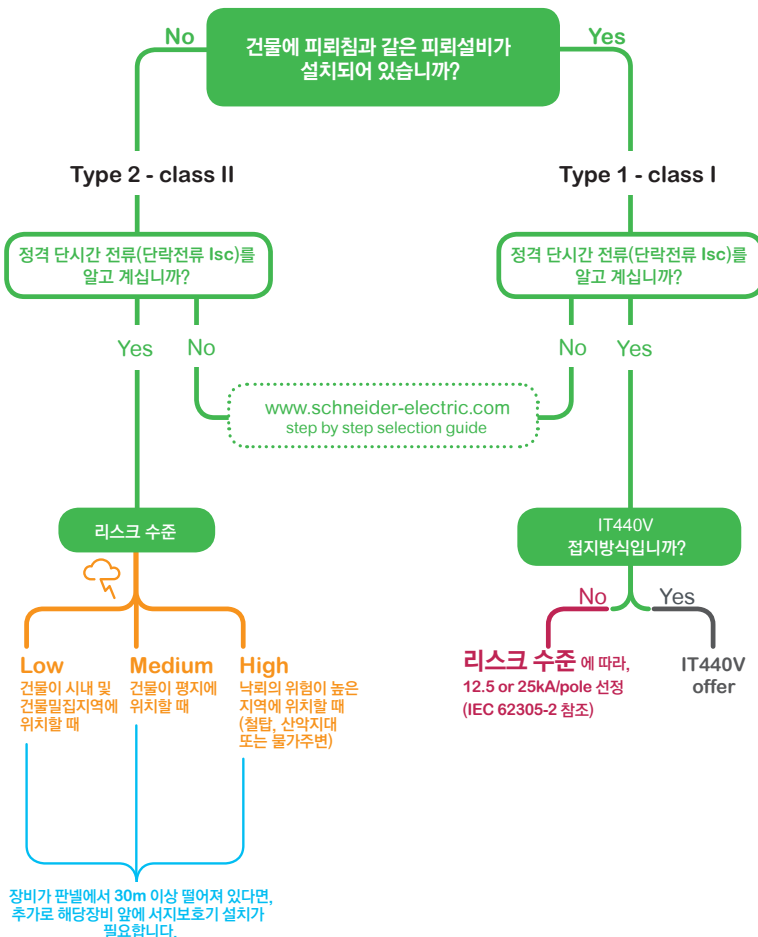 No
건물에 피뢰침과 같은 피뢰설비가
설치되어 있습니까?
Yes
Type 2 - class II
Type 1 - class I
정격 단시간 전류(단락전류 Isc)를
알고 계십니까?
정격 단시간 전류(단락전류 Isc)를
알고 계십니까?
Yes
No
No
Yes
www.schneider-electric.com
step by step selection guide
리스크 수준
IT440V
접지방식입니까?
No
Yes
Low
건물이 시내 및
건물밀집지역에
위치할 때
Medium
건물이 평지에
위치할 때
High
낙뢰의 위험이 높은
지역에 위치할 때
(철탑, 산악지대
또는 물가주변)
리스크 수준 에 따라,
12.5 or 25kA/pole 선정
(IEC 62305-2 참조)
IT440V
offer
장비가 판넬에서 30m 이상 떨어져 있다면,
추가로 해당장비 앞에 서지보호기 설치가
필요합니다.